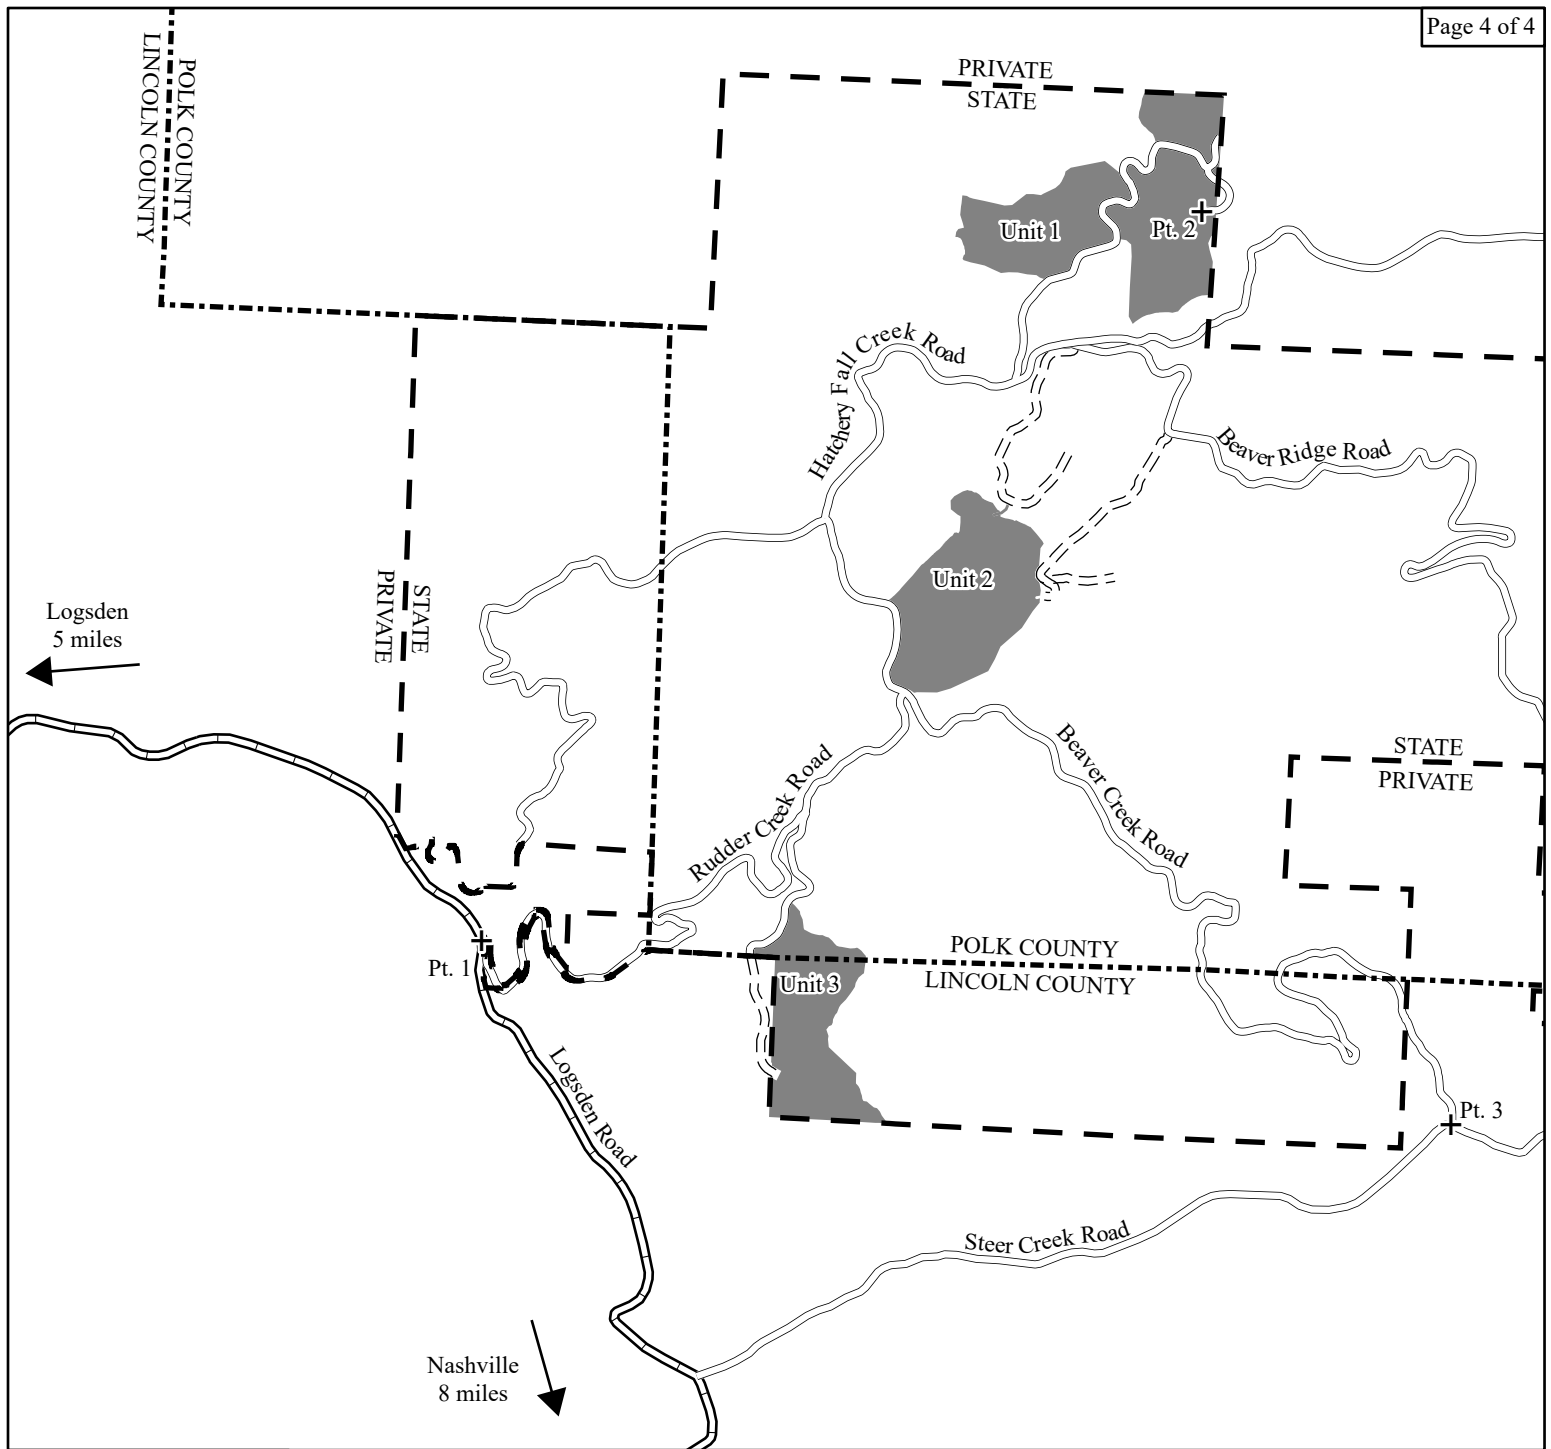 Page 4 of 4
PRIVATE
STATE
POLK COUNTY
LINCOLN COUNTY
Unit 1
Pt. 2
Hatchery Fall Creek Road
Beaver Ridge Road
Unit 2
STATE
PRIVATE
Logsden
5 miles
Beaver Creek Road
STATE
PRIVATE
Rudder Creek Road
POLK COUNTY
LINCOLN COUNTY
Pt. 1
Unit 3
Logsden Road
Pt. 3
Steer Creek Road
Nashville
8 miles